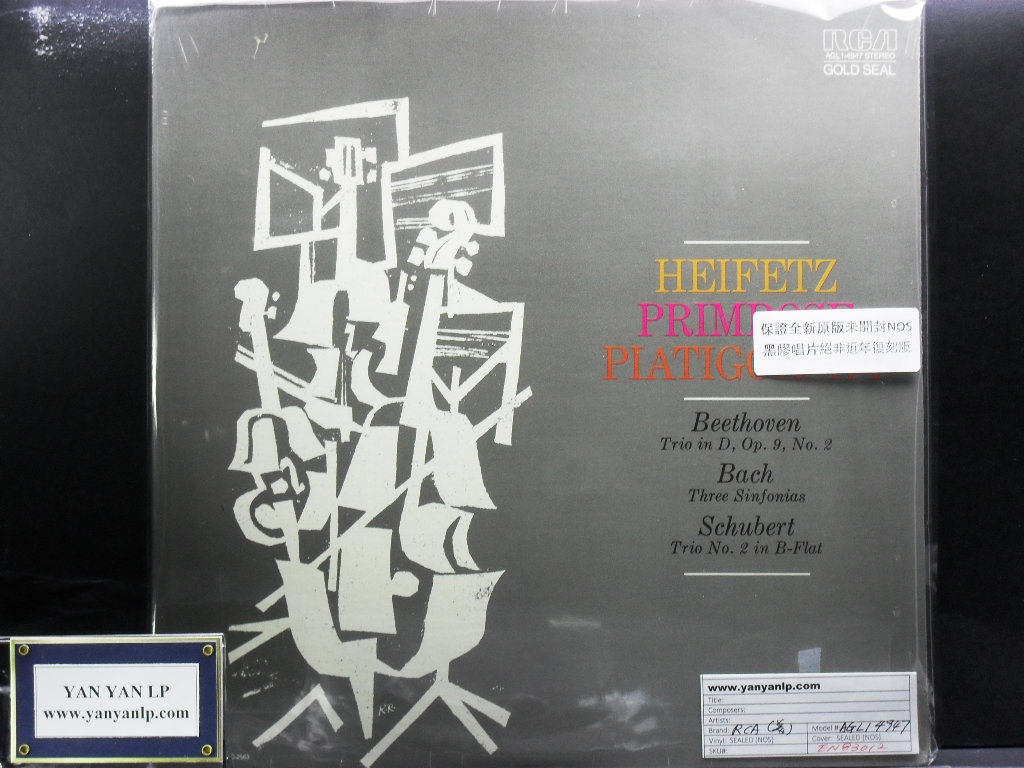 RCA
AGL1-4947 STEREO
GOLD SEAL
HEIFETZ
保證全新原版未開封NOS
黑膠唱片絕非近年復刻版
Beethoven
Trio in D, Op. 9, No. 2
Bach
Three Sinfonias
Schubert
Trio No. 2 in B-Flat
R.R.
YAN YAN LP
www.yanyanlp.com
www.yanyanlp.com
Title:
Composers:
Artists:
Brand: RCA
Model #: AGL1 4947
Vinyl: SEALED (NOS)
Cover: SEALED (NOS)
SKU#: EN83012